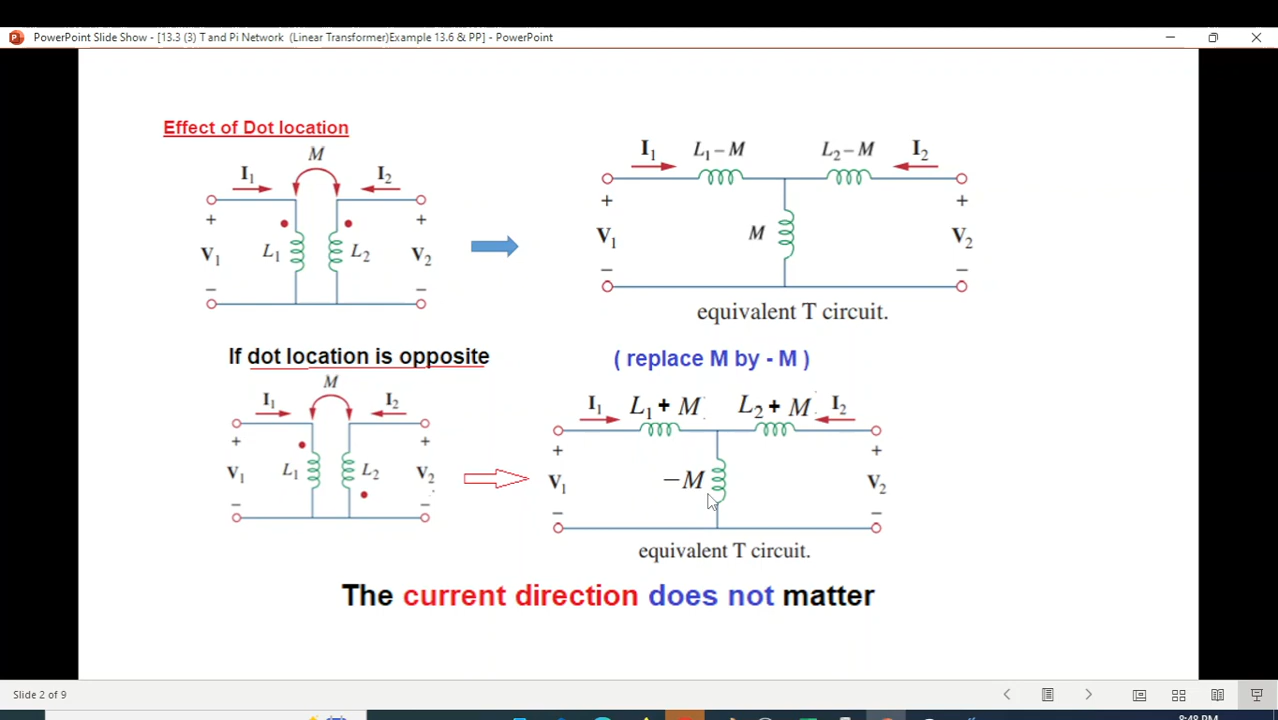 PowerPoint Slide Show - [13.3 (3) T and Pi Network (Linear Transformer)Example 13.6 & PP] - PowerPoint
Effect of Dot location
M
I1 I2
L1 L2
+ +
V1 V2
− −
I1 L1 − M L2 − M I2
+ +
V1 M V2
− −
equivalent T circuit.
If dot location is opposite
( replace M by - M )
M
I1 I2
+ +
V1 L1 L2 V2
− −
I1 L1 + M L2 + M I2
+ +
V1 −M V2
− −
equivalent T circuit.
The current direction does not matter
Slide 2 of 9
8:48 PM